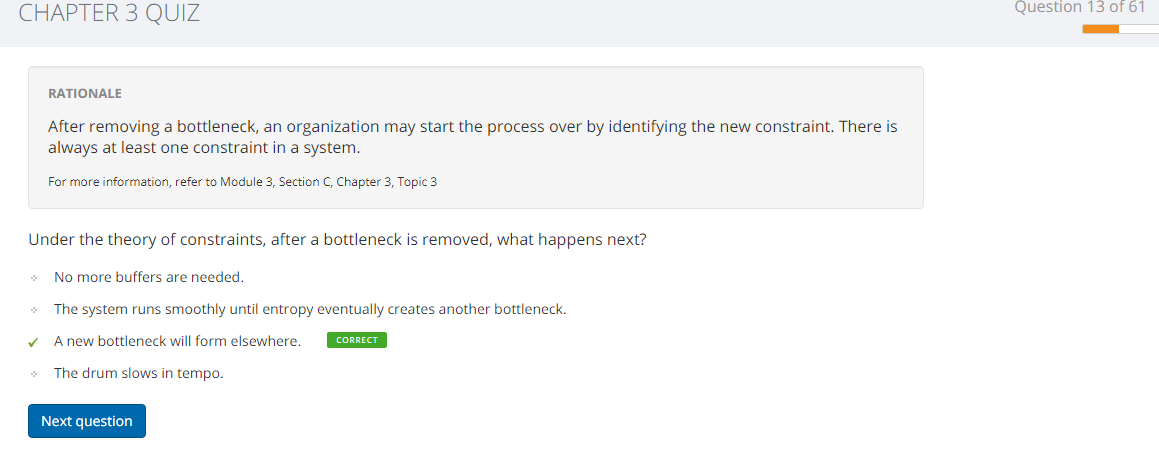 CHAPTER 3 QUIZ
Question 13 of 61
RATIONALE
After removing a bottleneck, an organization may start the process over by identifying the new constraint. There is
always at least one constraint in a system.
For more information, refer to Module 3, Section C, Chapter 3, Topic 3
Under the theory of constraints, after a bottleneck is removed, what happens next?
No more buffers are needed.
The system runs smoothly until entropy eventually creates another bottleneck.
A new bottleneck will form elsewhere. CORRECT
The drum slows in tempo.
Next question